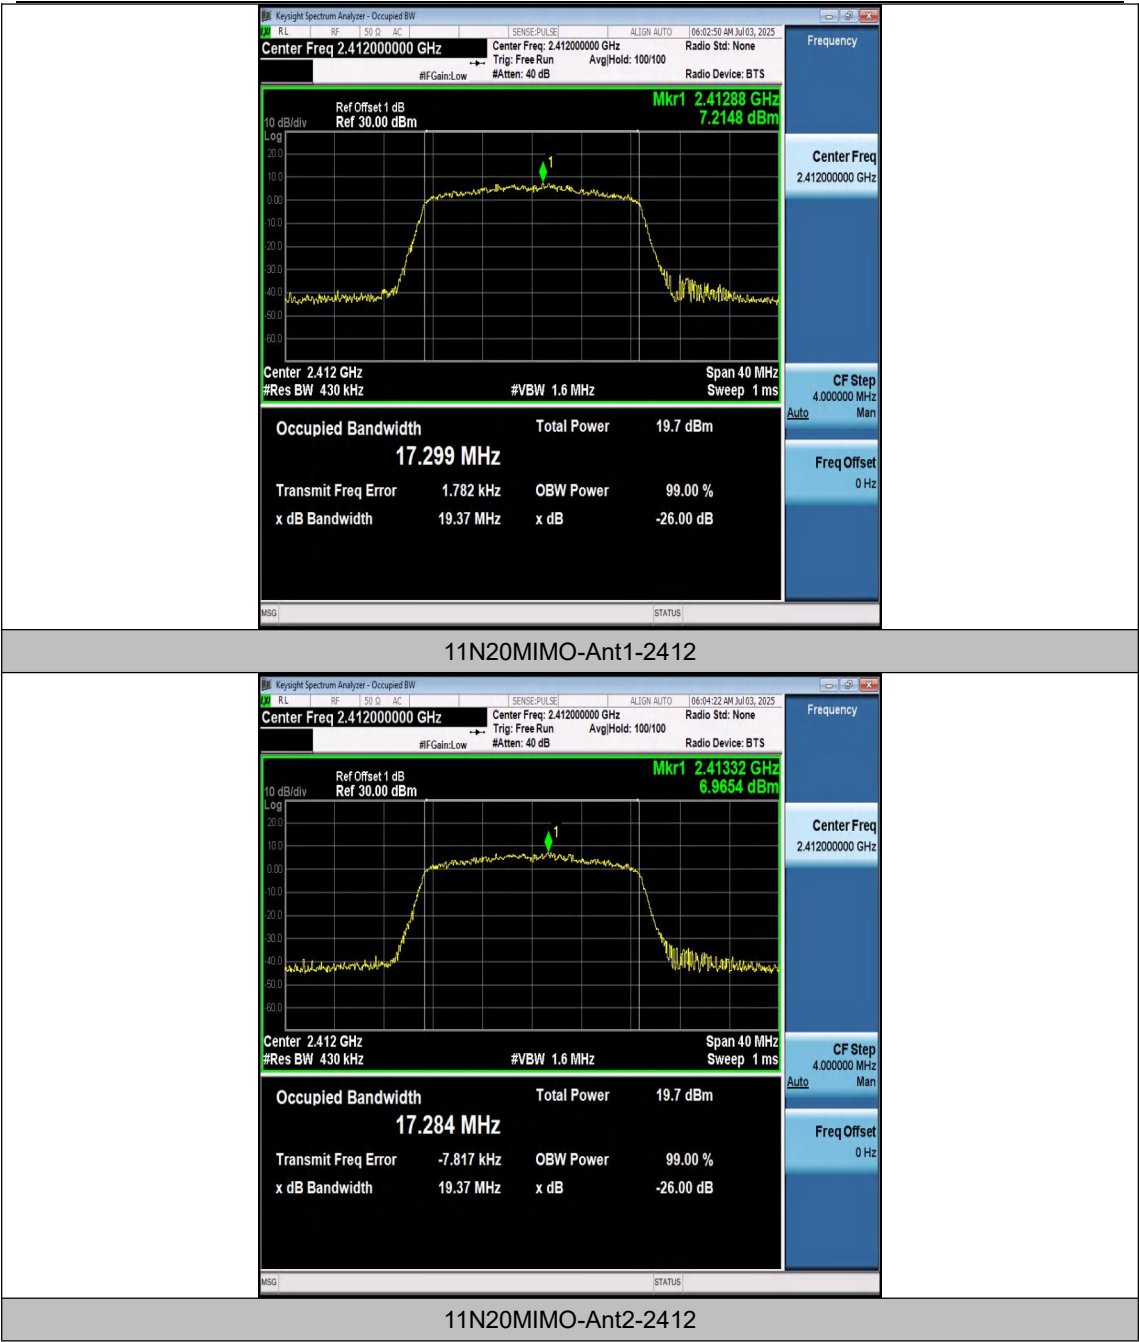 Keysight Spectrum Analyzer - Occupied BW
RL RF 50 Ω AC SENSE:PULSE ALIGN AUTO 06:02:50 AM Jul 03, 2025
Center Freq 2.412000000 GHz Center Freq: 2.412000000 GHz Radio Std: None Frequency
Trig: Free Run Avg|Hold: 100/100
#IFGain:Low #Atten: 40 dB Radio Device: BTS
Mkr1 2.41288 GHz
Ref Offset 1 dB 7.2148 dBm
10 dB/div Ref 30.00 dBm
Log
20.0
10.0
0.00
-10.0
-20.0
-30.0
-40.0
-50.0
-60.0
1
Center Freq
2.412000000 GHz
Center 2.412 GHz Span 40 MHz
#Res BW 430 kHz #VBW 1.6 MHz Sweep 1 ms
CF Step
4.000000 MHz
Auto Man
Occupied Bandwidth Total Power 19.7 dBm
17.299 MHz
Freq Offset
0 Hz
Transmit Freq Error 1.782 kHz OBW Power 99.00 %
x dB Bandwidth 19.37 MHz x dB -26.00 dB
MSG STATUS
11N20MIMO-Ant1-2412
Keysight Spectrum Analyzer - Occupied BW
RL RF 50 Ω AC SENSE:PULSE ALIGN AUTO 06:04:22 AM Jul 03, 2025
Center Freq 2.412000000 GHz Center Freq: 2.412000000 GHz Radio Std: None Frequency
Trig: Free Run Avg|Hold: 100/100
#IFGain:Low #Atten: 40 dB Radio Device: BTS
Mkr1 2.41332 GHz
Ref Offset 1 dB 6.9654 dBm
10 dB/div Ref 30.00 dBm
Log
20.0
10.0
0.00
-10.0
-20.0
-30.0
-40.0
-50.0
-60.0
1
Center Freq
2.412000000 GHz
Center 2.412 GHz Span 40 MHz
#Res BW 430 kHz #VBW 1.6 MHz Sweep 1 ms
CF Step
4.000000 MHz
Auto Man
Occupied Bandwidth Total Power 19.7 dBm
17.284 MHz
Freq Offset
0 Hz
Transmit Freq Error -7.817 kHz OBW Power 99.00 %
x dB Bandwidth 19.37 MHz x dB -26.00 dB
MSG STATUS
11N20MIMO-Ant2-2412